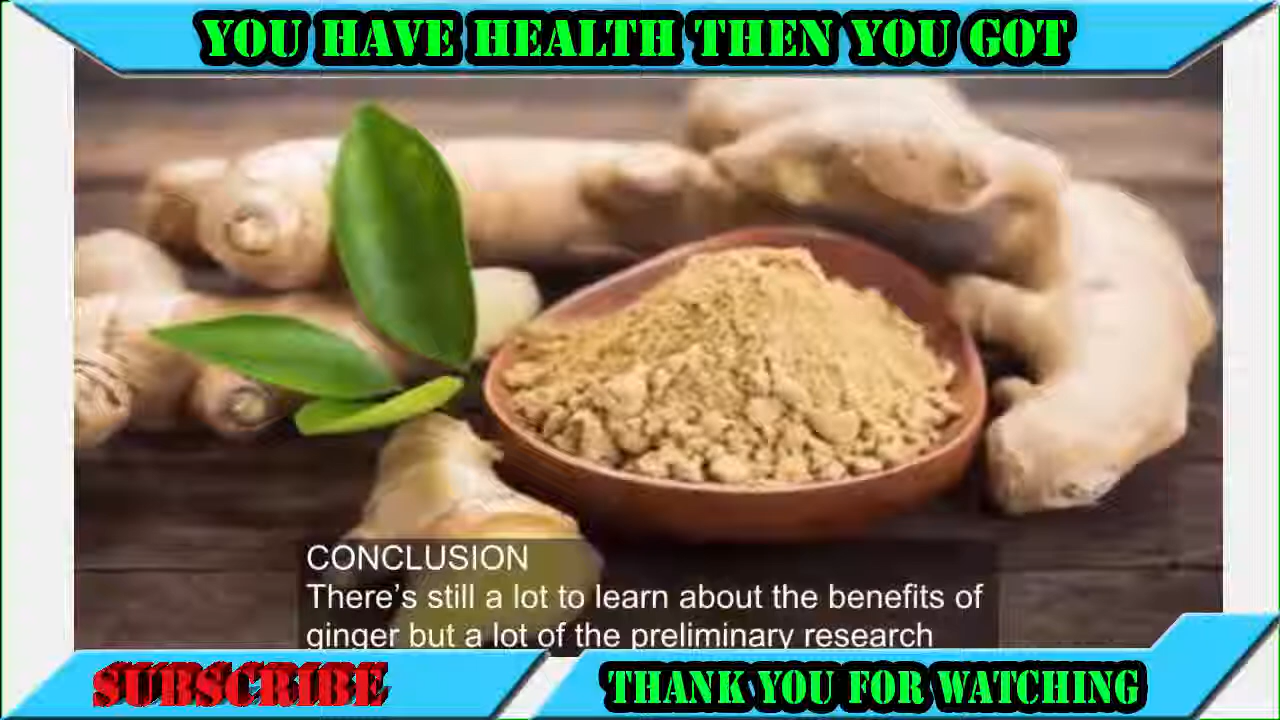 YOU HAVE HEALTH THEN YOU GOT
CONCLUSION
There's still a lot to learn about the benefits of
ginger but a lot of the preliminary research
SUBSCRIBE
THANK YOU FOR WATCHING